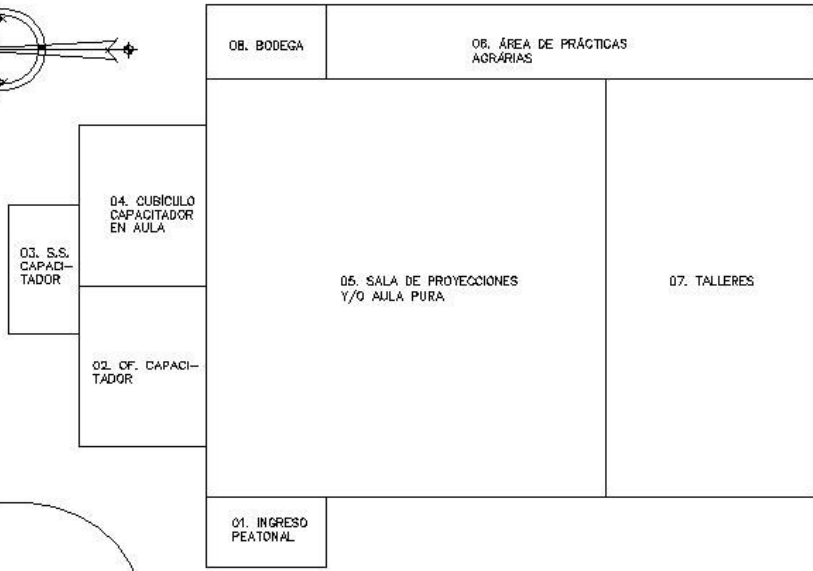 08. BODEGA
06. ÁREA DE PRÁCTICAS
AGRÁRIAS
04. CUBÍCULO
CAPACITADOR
EN AULA
03. S.S.
CAPACI-
TADOR
05. SALA DE PROYECCIONES
Y/O AULA PURA
07. TALLERES
02. OF. CAPACI-
TADOR
01. INGRESO
PEATONAL